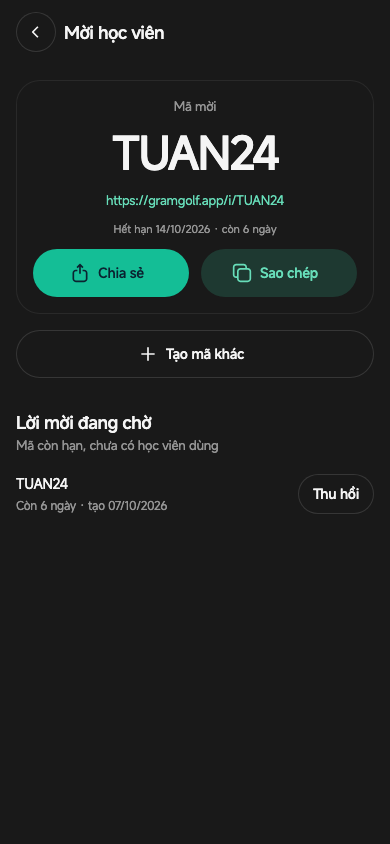 Mời học viên
Mã mời
TUAN24
https://gramgolf.app/i/TUAN24
Hết hạn 14/10/2026 · còn 6 ngày
Chia sẻ
Sao chép
Tạo mã khác
Lời mời đang chờ
Mã còn hạn, chưa có học viên dùng
TUAN24
Còn 6 ngày · tạo 07/10/2026
Thu hồi